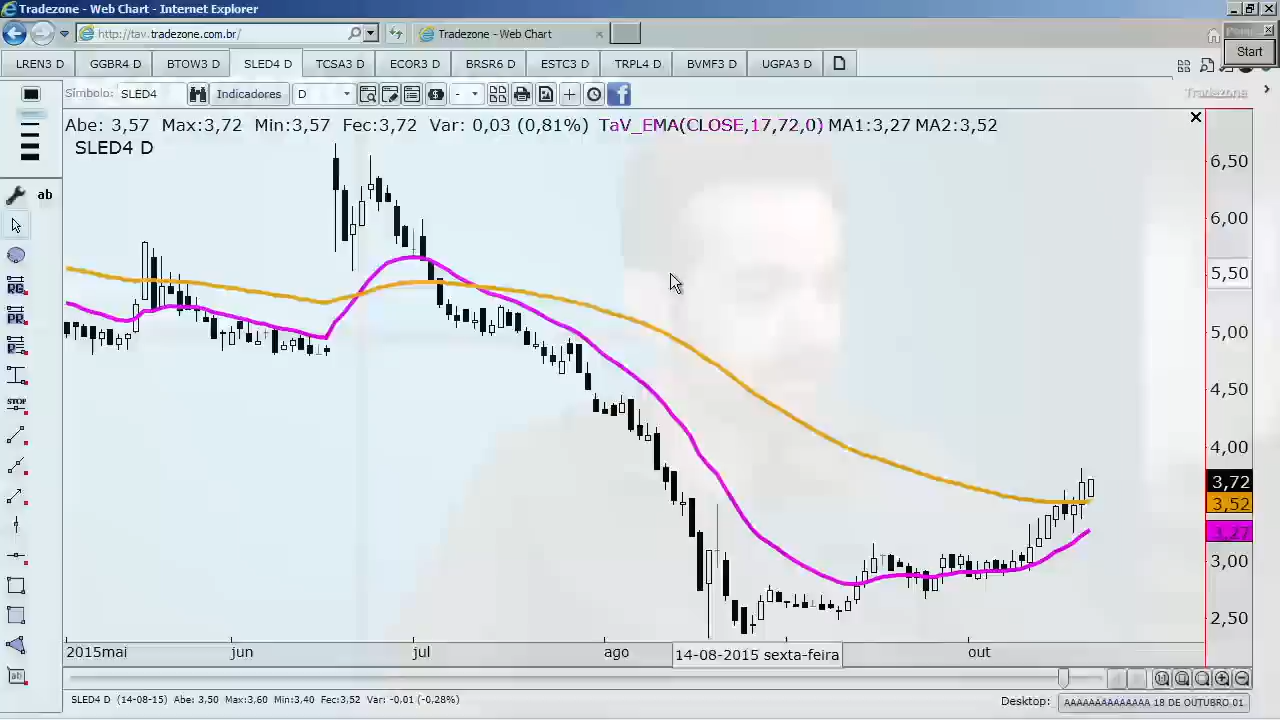 Tradezone - Web Chart - Internet Explorer
http://tav.tradezone.com.br/
Tradezone - Web Chart
Start
LREN3 D GGBR4 D BTOW3 D SLED4 D TCSA3 D ECOR3 D BRSR6 D ESTC3 D TRPL4 D BVMF3 D UGPA3 D
Símbolo: SLED4 Indicadores D - Tradezone
Abe: 3,57 Max:3,72 Min:3,57 Fec:3,72 Var: 0,03 (0,81%) TaV_EMA(CLOSE,17,72,0) MA1:3,27 MA2:3,52
SLED4 D
ab
RG
PR
P
STOP
ab
6,50
6,00
5,50
5,00
4,50
4,00
3,72
3,52
3,27
3,00
2,50
2015mai jun jul ago 14-08-2015 sexta-feira out
SLED4 D (14-08-15) Abe: 3.50 Max:3,60 Min:3,40 Fec:3,52 Var: -0.01 (-0,28%)
Desktop: AAAAAAAAAAAAAA 18 DE OUTUBRO 01